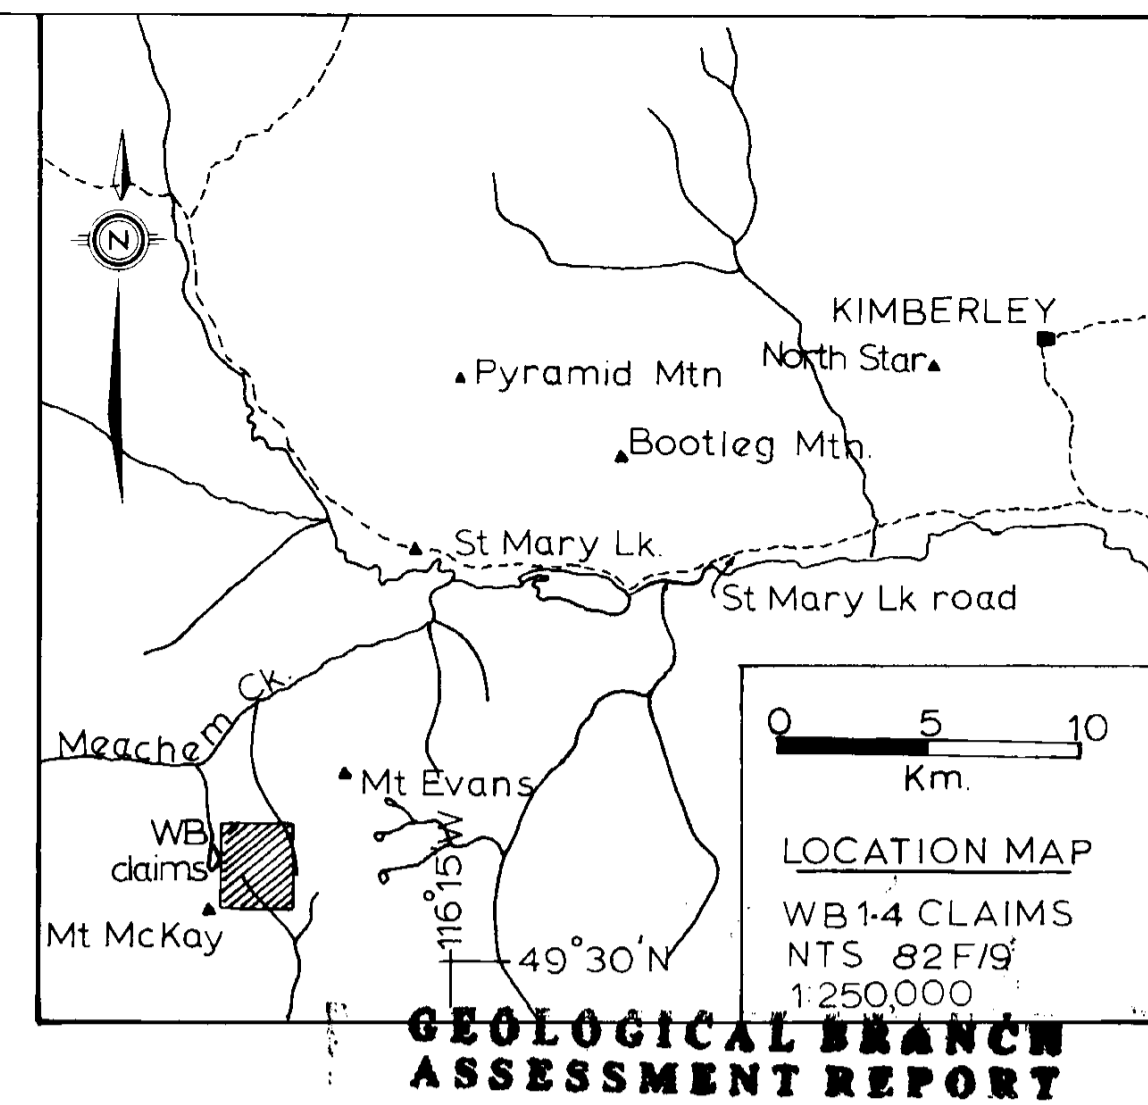 N
KIMBERLEY
North Star
Pyramid Mtn
Bootleg Mtn.
St Mary Lk.
St Mary Lk road
Meachem Ck.
Mt Evans
WB
claims
Mt McKay
116°15'W
49°30'N
0 5 10
Km.
LOCATION MAP
WB 1-4 CLAIMS
NTS 82F/9
1:250,000
GEOLOGICAL BRANCH
ASSESSMENT REPORT